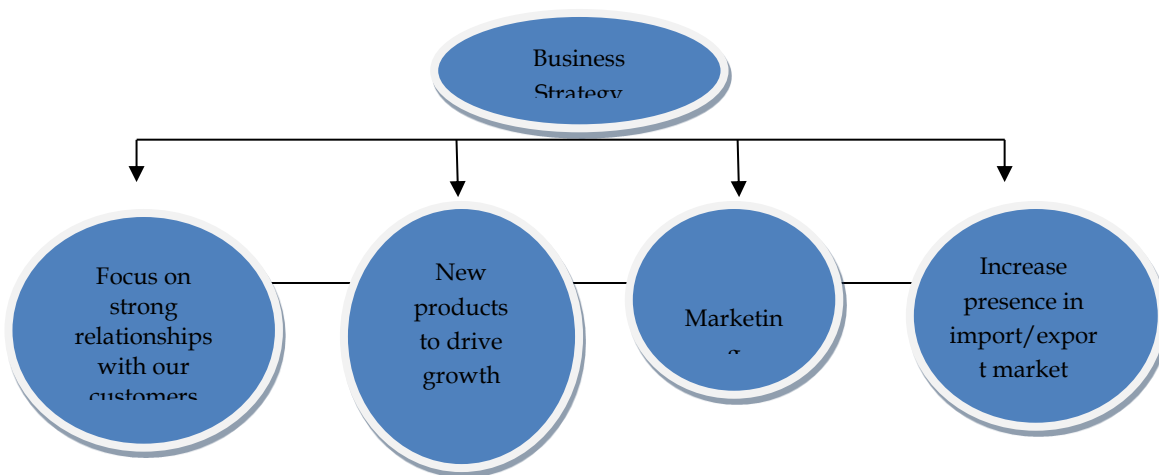 Business
Strategy
Focus on
strong
relationships
with our
customers
New
products
to drive
growth
Marketin
g
Increase
presence in
import/expor
t market